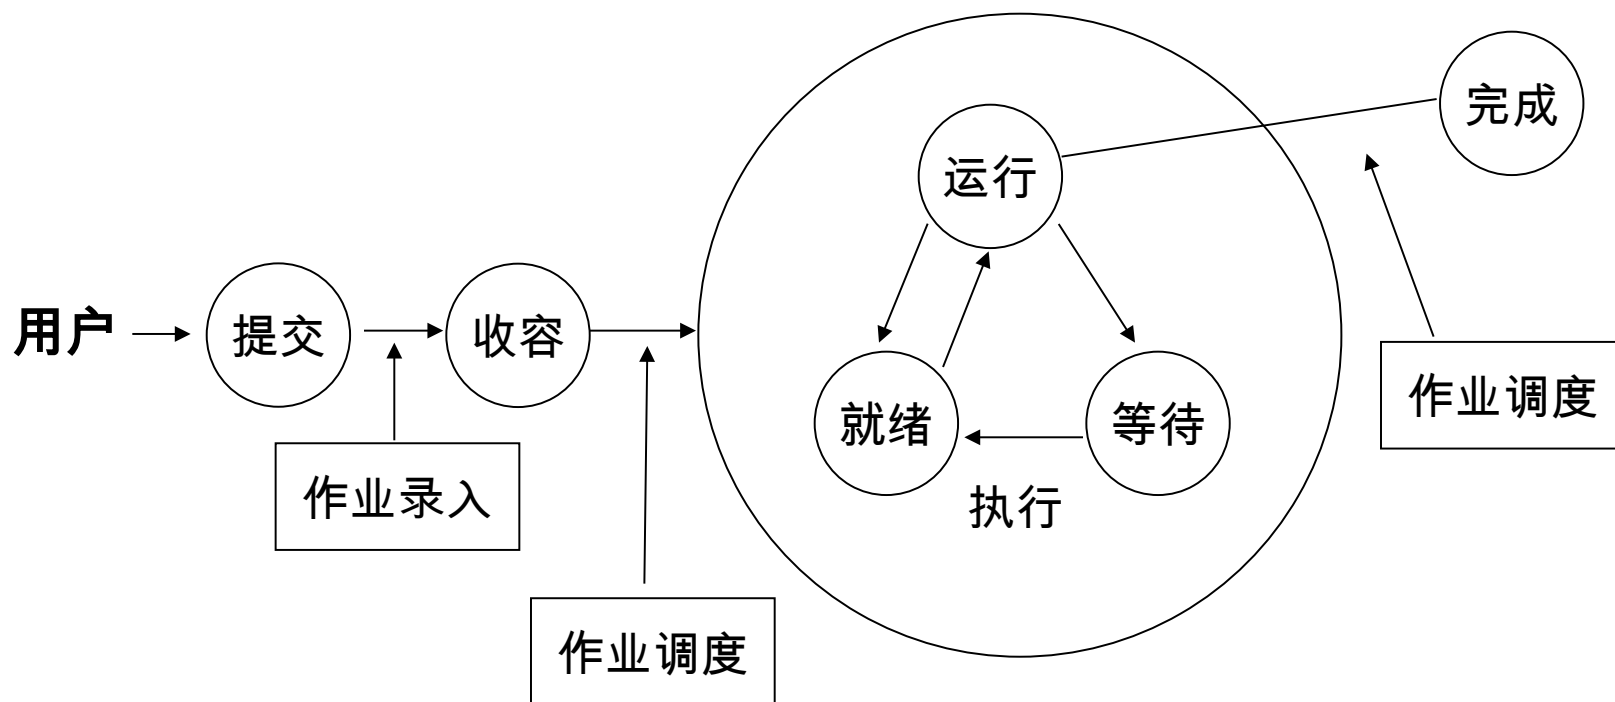 用户
提交
收容
作业录入
作业调度
运行
就绪
等待
执行
完成
作业调度